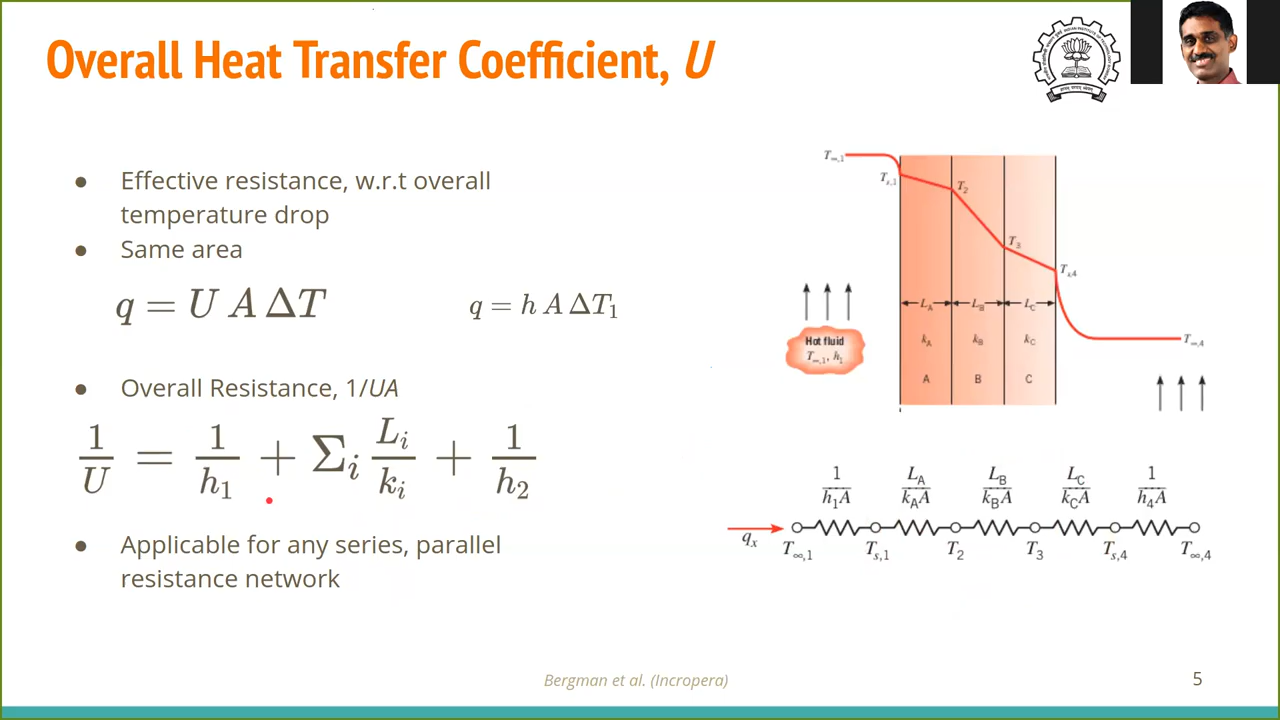 Overall Heat Transfer Coefficient, U
● Effective resistance, w.r.t overall
temperature drop
● Same area
q = U A ΔT
q = h A ΔT₁
● Overall Resistance, 1/UA
1/U = 1/h₁ + Σᵢ Lᵢ/kᵢ + 1/h₂
● Applicable for any series, parallel
resistance network
T∞,1
Ts,1
T2
T3
Ts,4
T∞,4
LA LB LC
Hot fluid
T∞,1, h1
kA kB kC
A B C
1/h1A LA/kAA LB/kBA LC/kCA 1/h4A
qx
T∞,1 Ts,1 T2 T3 Ts,4 T∞,4
Bergman et al. (Incropera)
5